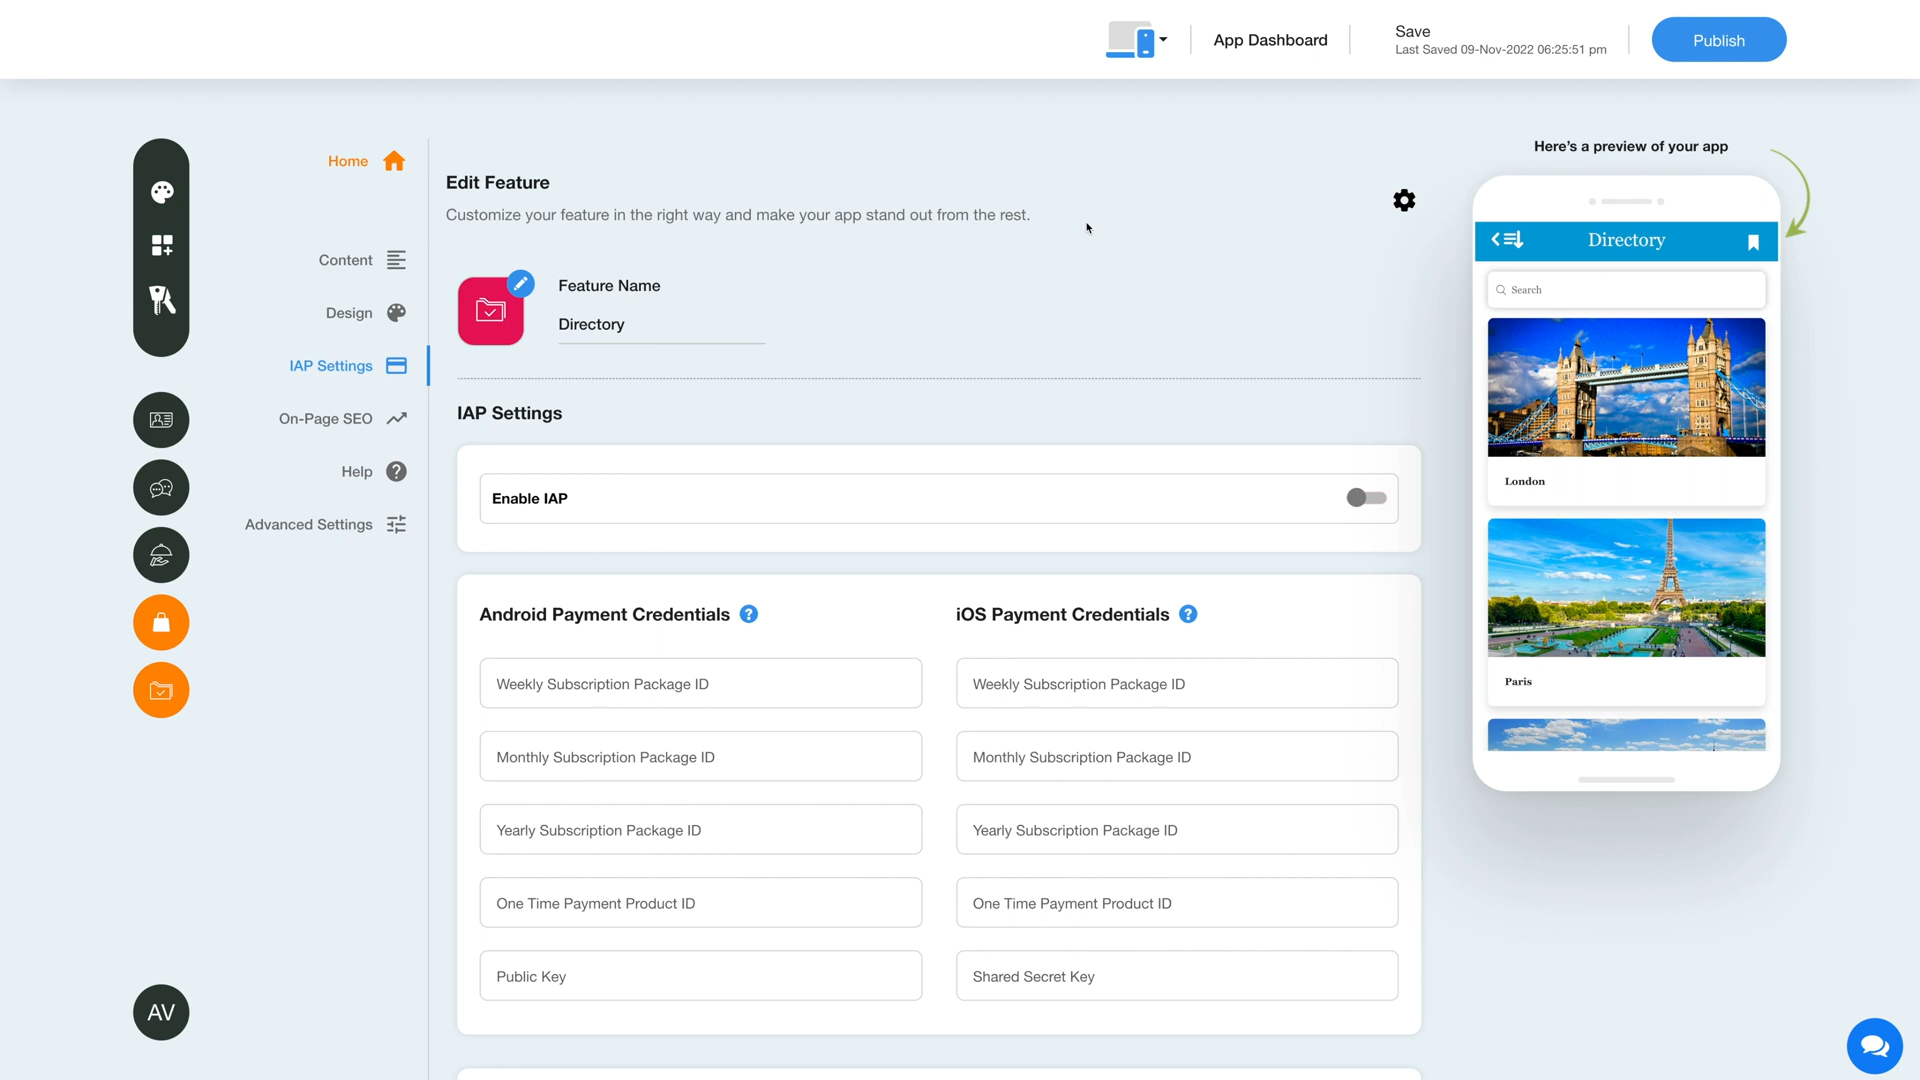 App Dashboard
Save
Last Saved 09-Nov-2022 06:25:51 pm
Publish
Home
Content
Design
IAP Settings
On-Page SEO
Help
Advanced Settings
AV
Edit Feature
Customize your feature in the right way and make your app stand out from the rest.
Feature Name
Directory
IAP Settings
Enable IAP
Android Payment Credentials ?
Weekly Subscription Package ID
Monthly Subscription Package ID
Yearly Subscription Package ID
One Time Payment Product ID
Public Key
iOS Payment Credentials ?
Weekly Subscription Package ID
Monthly Subscription Package ID
Yearly Subscription Package ID
One Time Payment Product ID
Shared Secret Key
Here's a preview of your app
Directory
Search
London
Paris